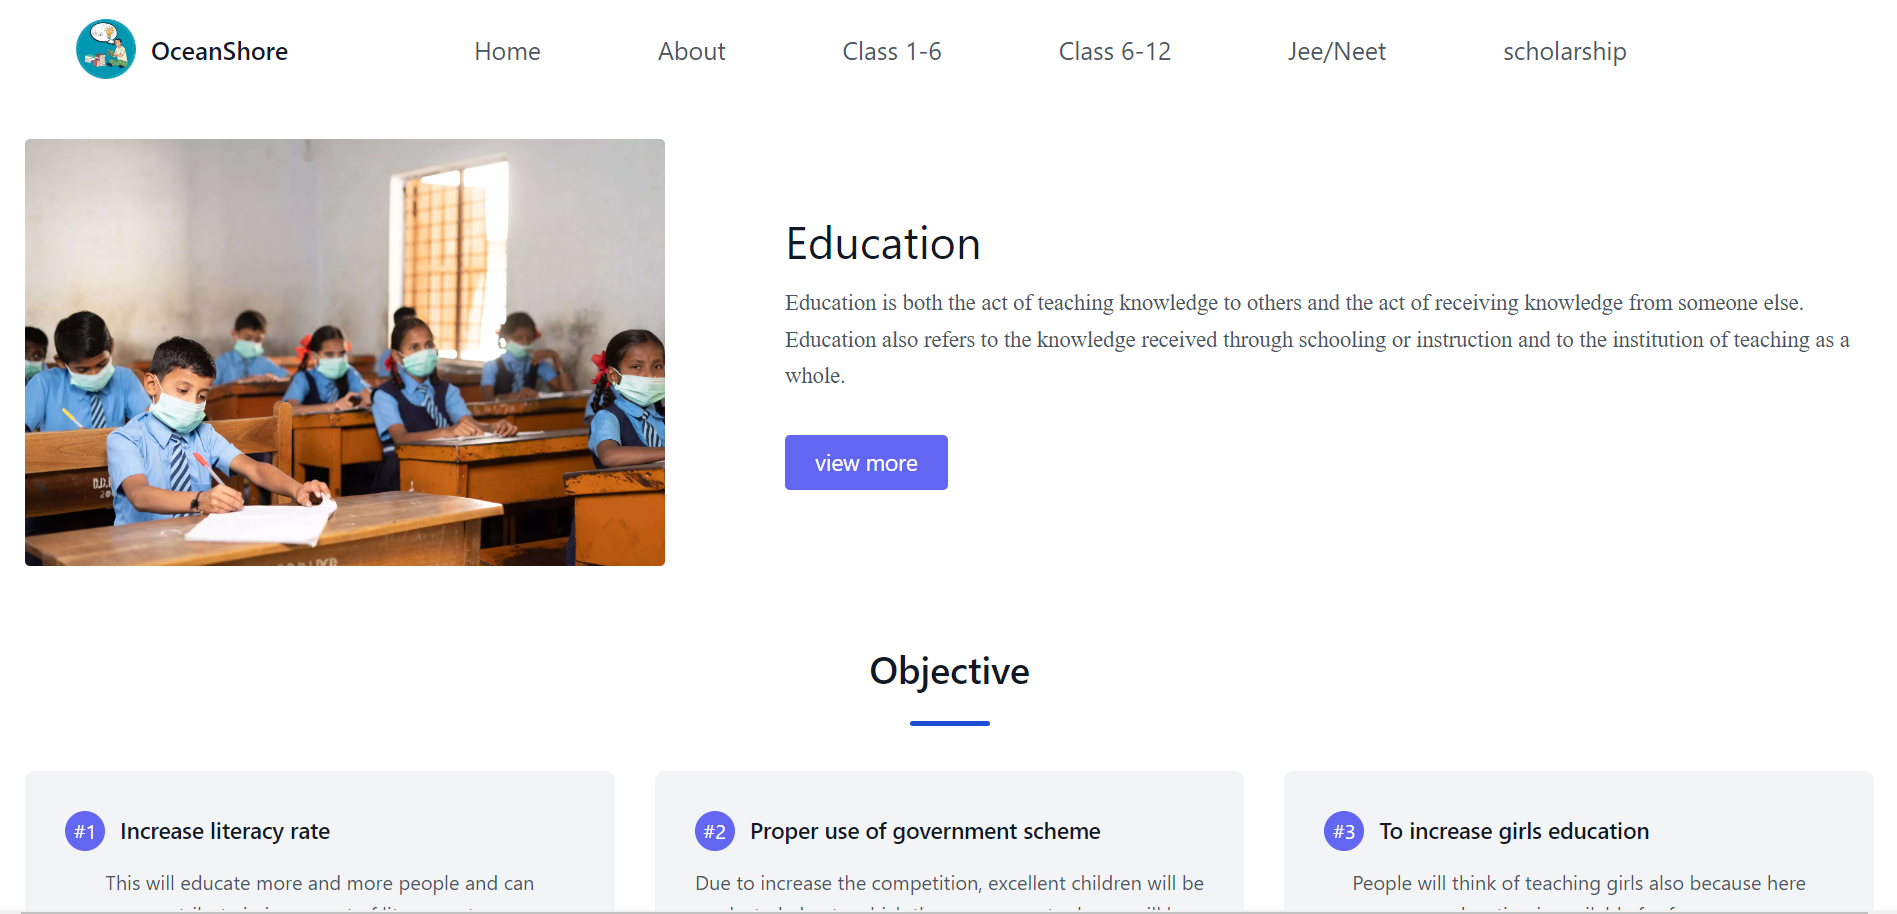 OceanShore
Home
About
Class 1-6
Class 6-12
Jee/Neet
scholarship
Education
Education is both the act of teaching knowledge to others and the act of receiving knowledge from someone else.
Education also refers to the knowledge received through schooling or instruction and to the institution of teaching as a
whole.
view more
Objective
#1 Increase literacy rate
This will educate more and more people and can
#2 Proper use of government scheme
Due to increase the competition, excellent children will be
#3 To increase girls education
People will think of teaching girls also because here